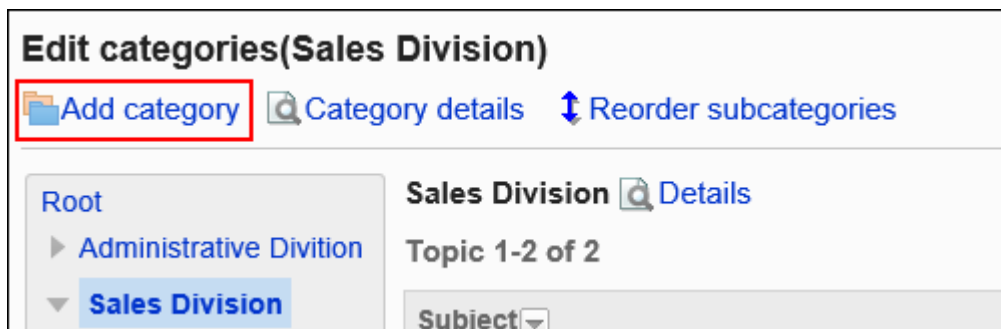 Edit categories(Sales Division)
Add category Category details Reorder subcategories
Root
Administrative Divition
Sales Division
Sales Division Details
Topic 1-2 of 2
Subject